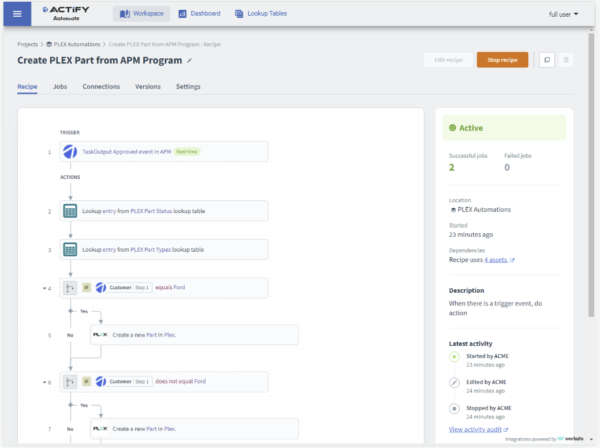 ACTiFY
Automate
Workspace
Dashboard
Lookup Tables
full user
Projects > PLEX Automations > Create PLEX Part from APM Program : Recipe
Create PLEX Part from APM Program
Edit recipe
Stop recipe
Recipe
Jobs
Connections
Versions
Settings
TRIGGER
1
TaskOutput Approved event in APM
Real-time
ACTIONS
2
Lookup entry from PLEX Part Status lookup table
3
Lookup entry from PLEX Part Types lookup table
4
IF
Customer
Step 1
equals Ford
Yes
5
No
PLEX
Create a new Part in Plex.
6
IF
Customer
Step 1
does not equal Ford
Yes
7
No
PLEX
Create a new Part in Plex.
Active
Successful jobs
Failed jobs
2
0
Location
PLEX Automations
Started
23 minutes ago
Dependencies
Recipe uses 4 assets
Description
When there is a trigger event, do
action
Latest activity
Started by ACME
23 minutes ago
Edited by ACME
24 minutes ago
Stopped by ACME
24 minutes ago
View activity audit
Integrations powered by workato